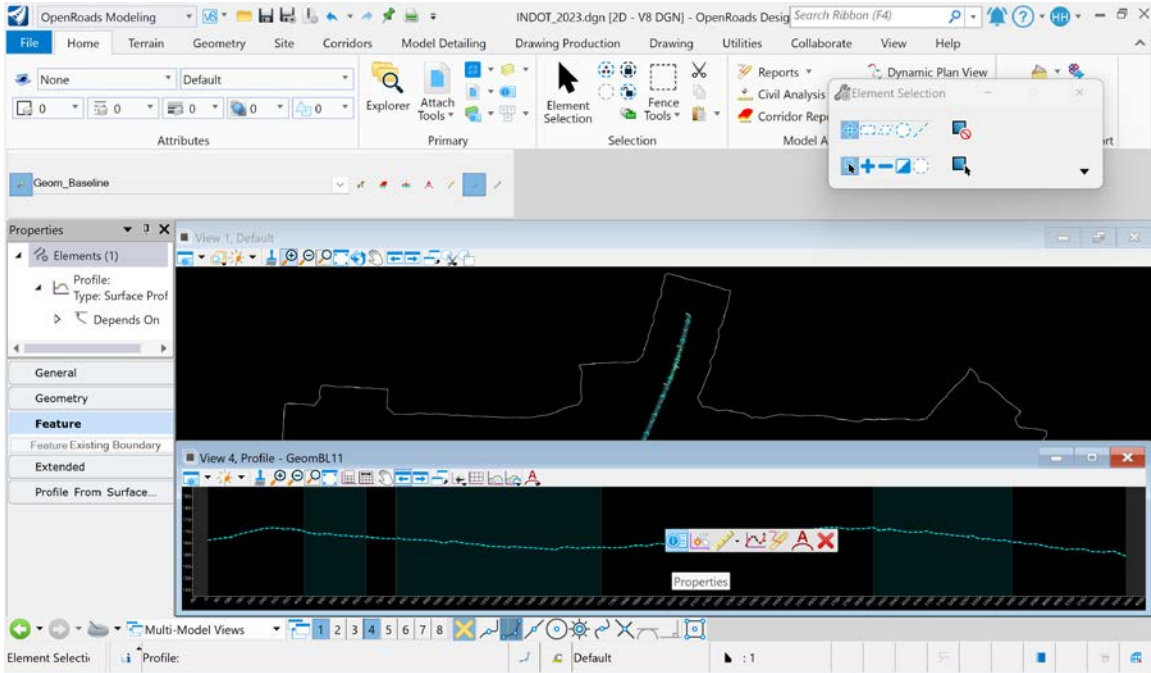 OpenRoads Modeling
INDOT_2023.dgn [2D - V8 DGN] - OpenRoads Desig
Search Ribbon (F4)
HH
File Home Terrain Geometry Site Corridors Model Detailing Drawing Production Drawing Utilities Collaborate View Help
None Default
0 0 0 0 0
Attributes
Explorer
Attach Tools
Primary
Element Selection
Fence Tools
Selection
Reports
Civil Analysis
Corridor Rep
Model A
Dynamic Plan View
rt
Element Selection
Geom_Baseline
Properties
Elements (1)
Profile:
Type: Surface Prof
Depends On
General
Geometry
Feature
Feature Existing Boundary
Extended
Profile From Surface...
View 1, Default
View 4, Profile - GeomBL11
Properties
Multi-Model Views
1 2 3 4 5 6 7 8
Element Selecti
Profile:
Default
: 1